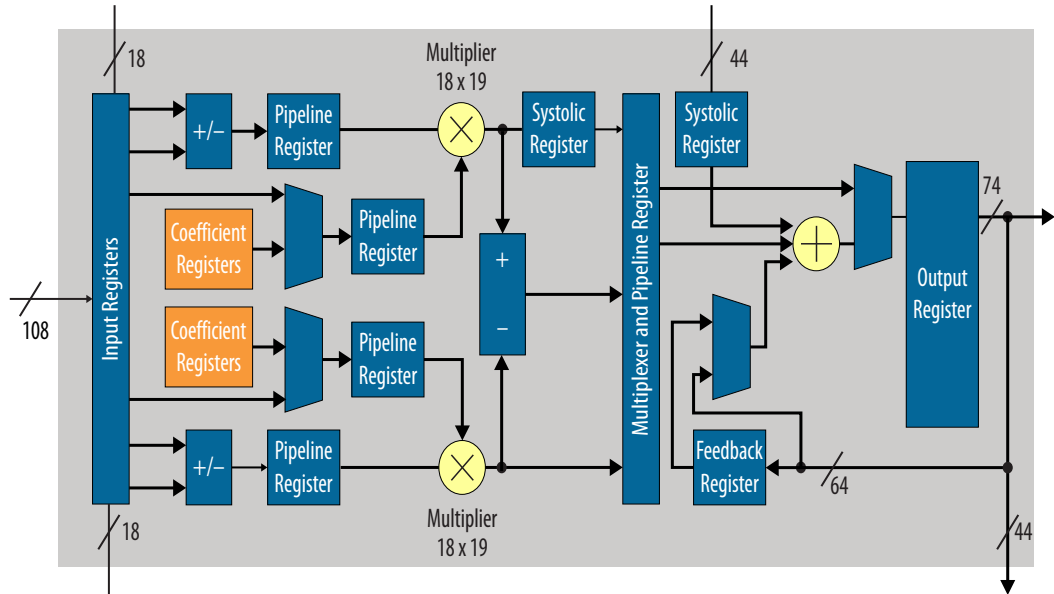 18
44
Multiplier
18 x 19
+/–
Pipeline
Register
Systolic
Register
Systolic
Register
74
Coefficient
Registers
Pipeline
Register
+
–
Input Registers
Multiplexer and Pipeline Register
Output
Register
108
Coefficient
Registers
Pipeline
Register
+/–
Pipeline
Register
Feedback
Register
64
18
Multiplier
18 x 19
44